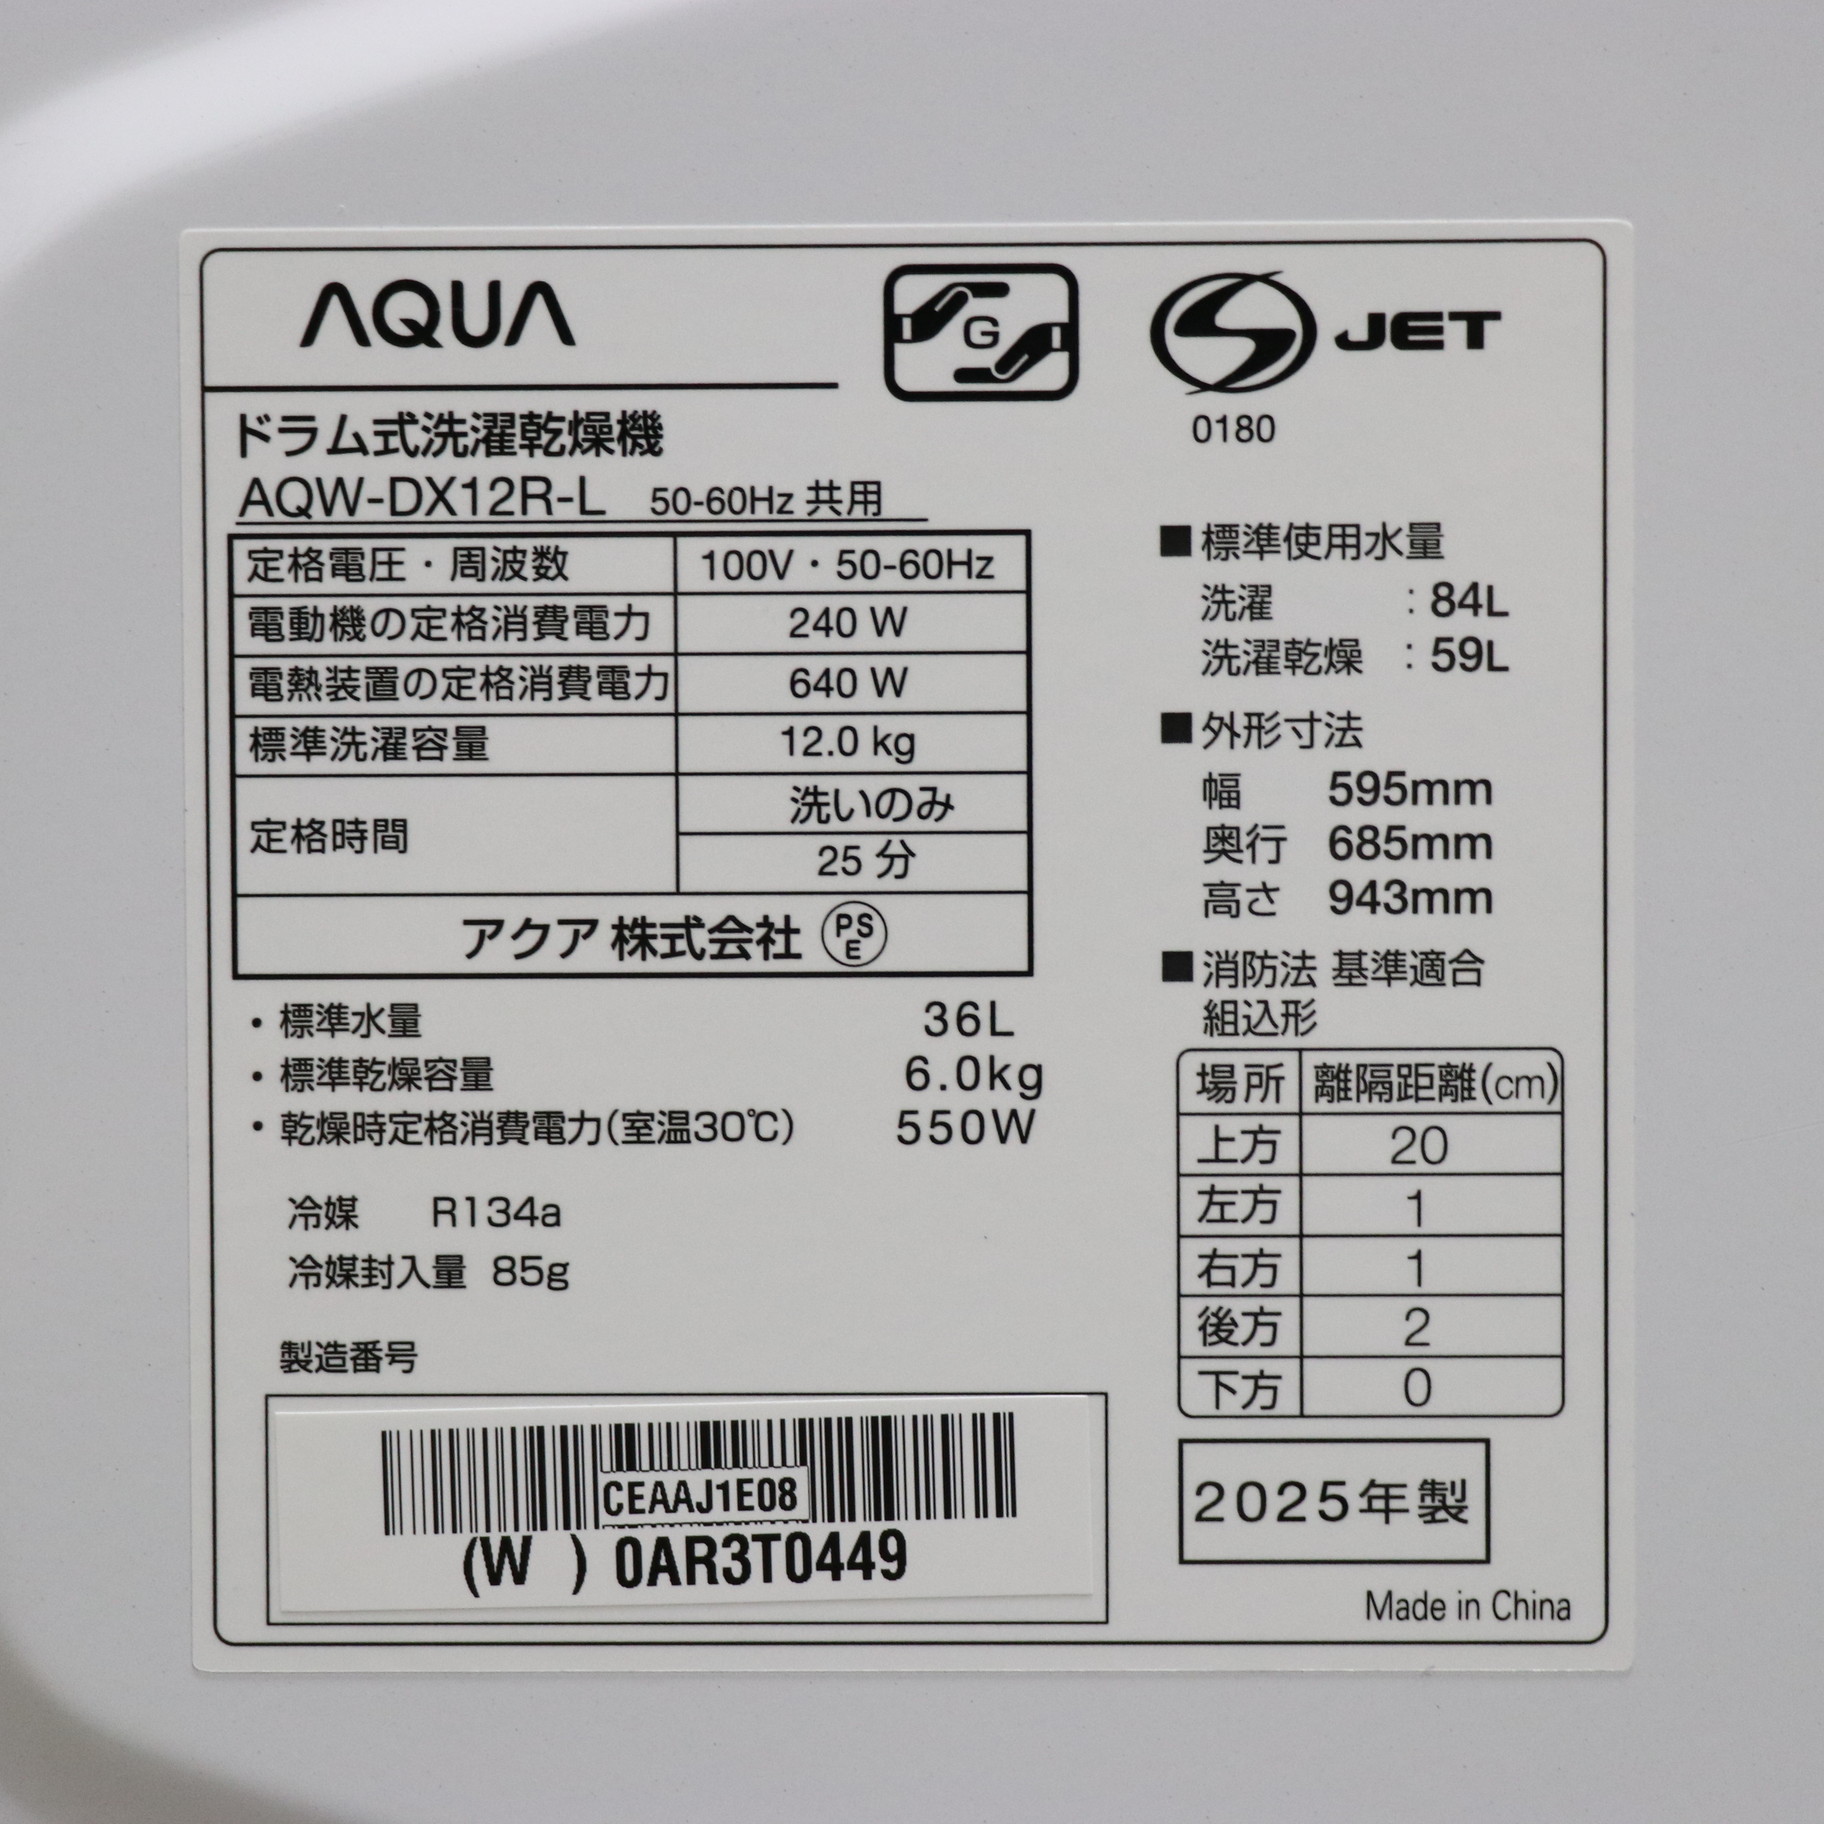 AQUA
G
JET
0180
ドラム式洗濯乾燥機
AQW-DX12R-L 50-60Hz 共用
定格電圧・周波数 100V・50-60Hz
電動機の定格消費電力 240 W
電熱装置の定格消費電力 640 W
標準洗濯容量 12.0 kg
定格時間 洗いのみ
25 分
アクア 株式会社 PSE
・標準水量 36L
・標準乾燥容量 6.0kg
・乾燥時定格消費電力(室温30℃) 550W
冷媒 R134a
冷媒封入量 85g
製造番号
CEAAJ1E08
(W ) 0AR3T0449
■標準使用水量
洗濯 : 84L
洗濯乾燥 : 59L
■外形寸法
幅 595mm
奥行 685mm
高さ 943mm
■消防法 基準適合
組込形
場所 離隔距離(cm)
上方 20
左方 1
右方 1
後方 2
下方 0
2025年製
Made in China